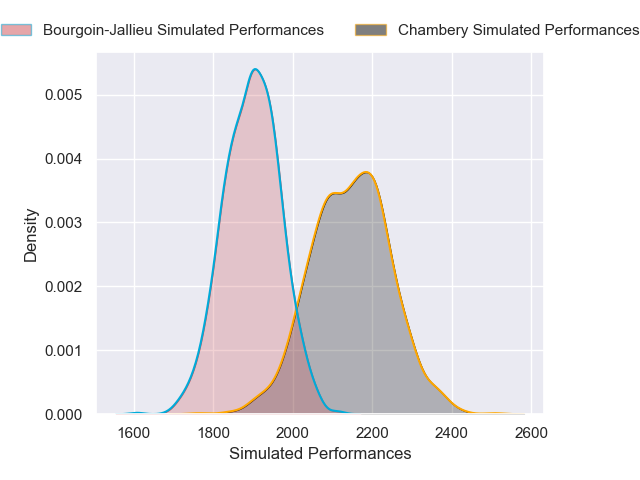 Bourgoin-Jallieu Simulated Performances
Chambery Simulated Performances
0.005
0.004
0.003
0.002
0.001
0.000
Density
1600 1800 2000 2200 2400 2600
Simulated Performances